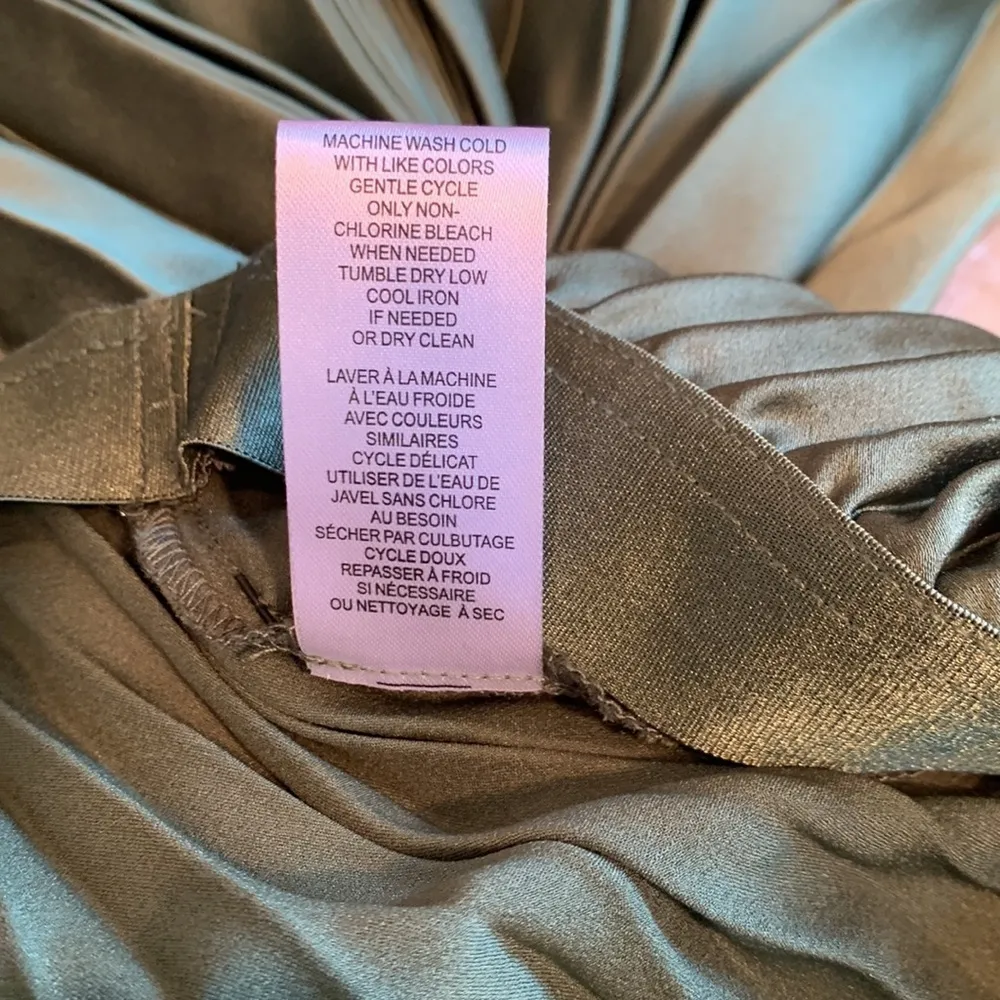 MACHINE WASH COLD
WITH LIKE COLORS
GENTLE CYCLE
ONLY NON-
CHLORINE BLEACH
WHEN NEEDED
TUMBLE DRY LOW
COOL IRON
IF NEEDED
OR DRY CLEAN
LAVER À LA MACHINE
À L'EAU FROIDE
AVEC COULEURS
SIMILAIRES
CYCLE DÉLICAT
UTILISER DE L'EAU DE
JAVEL SANS CHLORE
AU BESOIN
SÉCHER PAR CULBUTAGE
CYCLE DOUX
REPASSER À FROID
SI NÉCESSAIRE
OU NETTOYAGE À SEC